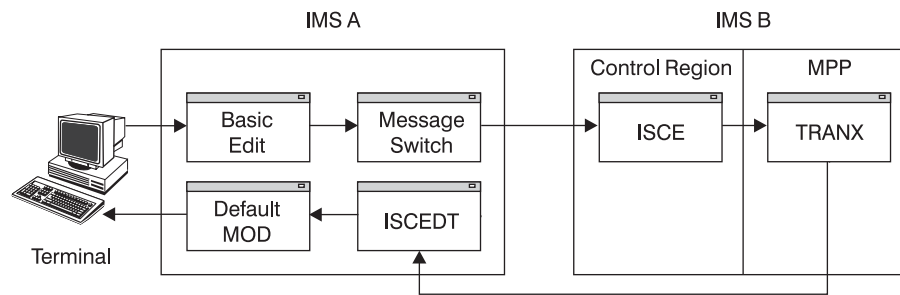 IMS A
IMS B
Control Region
MPP
Basic
Edit
Message
Switch
ISCE
TRANX
Default
MOD
ISCEDT
Terminal